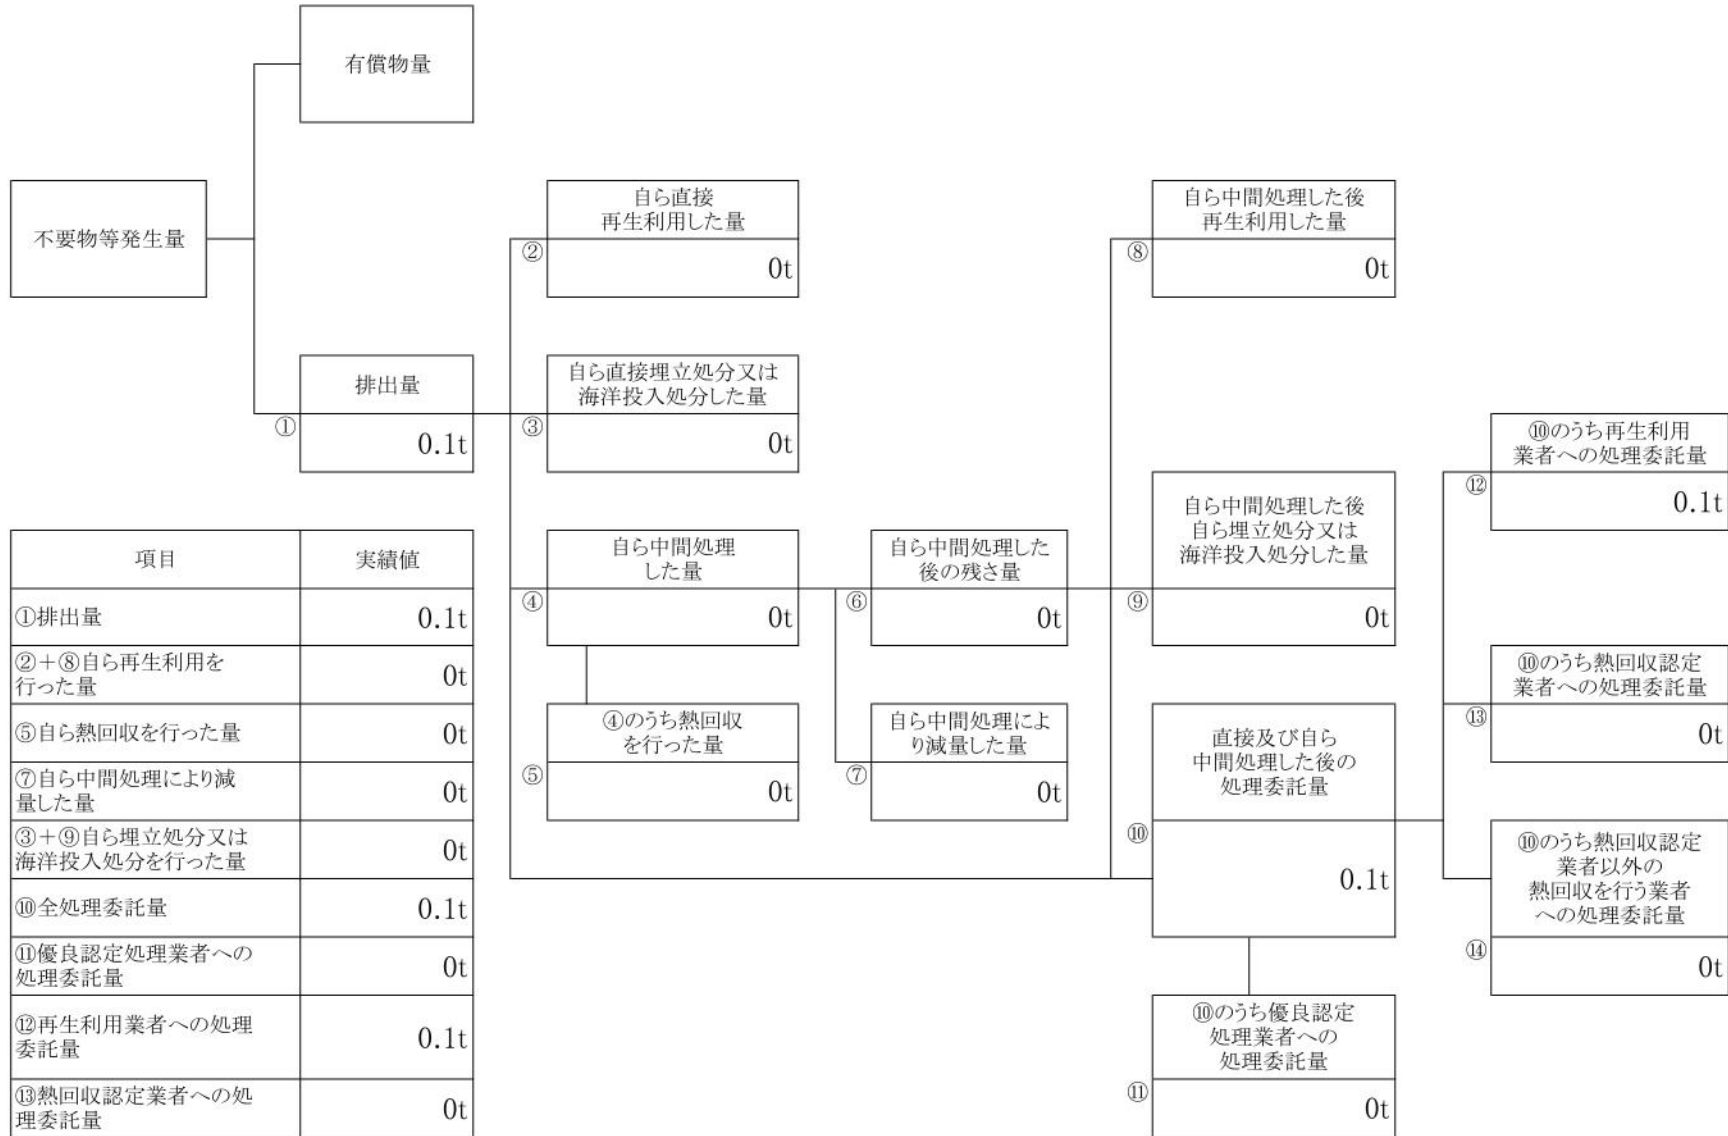 有償物量
不要物等発生量
自ら直接
再生利用した量
②
0t
自ら中間処理した後
再生利用した量
⑧
0t
排出量
①
0.1t
自ら直接埋立処分又は
海洋投入処分した量
③
0t
⑩のうち再生利用
業者への処理委託量
⑫
0.1t
自ら中間処理
した量
④
0t
自ら中間処理した
後の残さ量
⑥
0t
自ら中間処理した後
自ら埋立処分又は
海洋投入処分した量
⑨
0t
④のうち熱回収
を行った量
⑤
0t
自ら中間処理によ
り減量した量
⑦
0t
直接及び自ら
中間処理した後の
処理委託量
⑩
0.1t
⑩のうち熱回収認定
業者への処理委託量
⑬
0t
⑩のうち熱回収認定
業者以外の
熱回収を行う業者
への処理委託量
⑭
0t
⑩のうち優良認定
処理業者への
処理委託量
⑪
0t
項目 実績値
①排出量 0.1t
②+⑧自ら再生利用を
行った量 0t
⑤自ら熱回収を行った量 0t
⑦自ら中間処理により減
量した量 0t
③+⑨自ら埋立処分又は
海洋投入処分を行った量 0t
⑩全処理委託量 0.1t
⑪優良認定処理業者への
処理委託量 0t
⑫再生利用業者への処理
委託量 0.1t
⑬熱回収認定業者への処
理委託量 0t